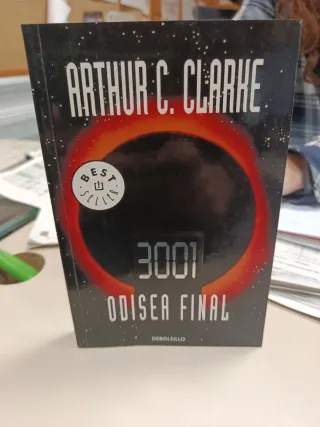 ARTHUR C. CLARKE
BEST
SELLER
3001
ODISEA FINAL
DEBOLSILLO